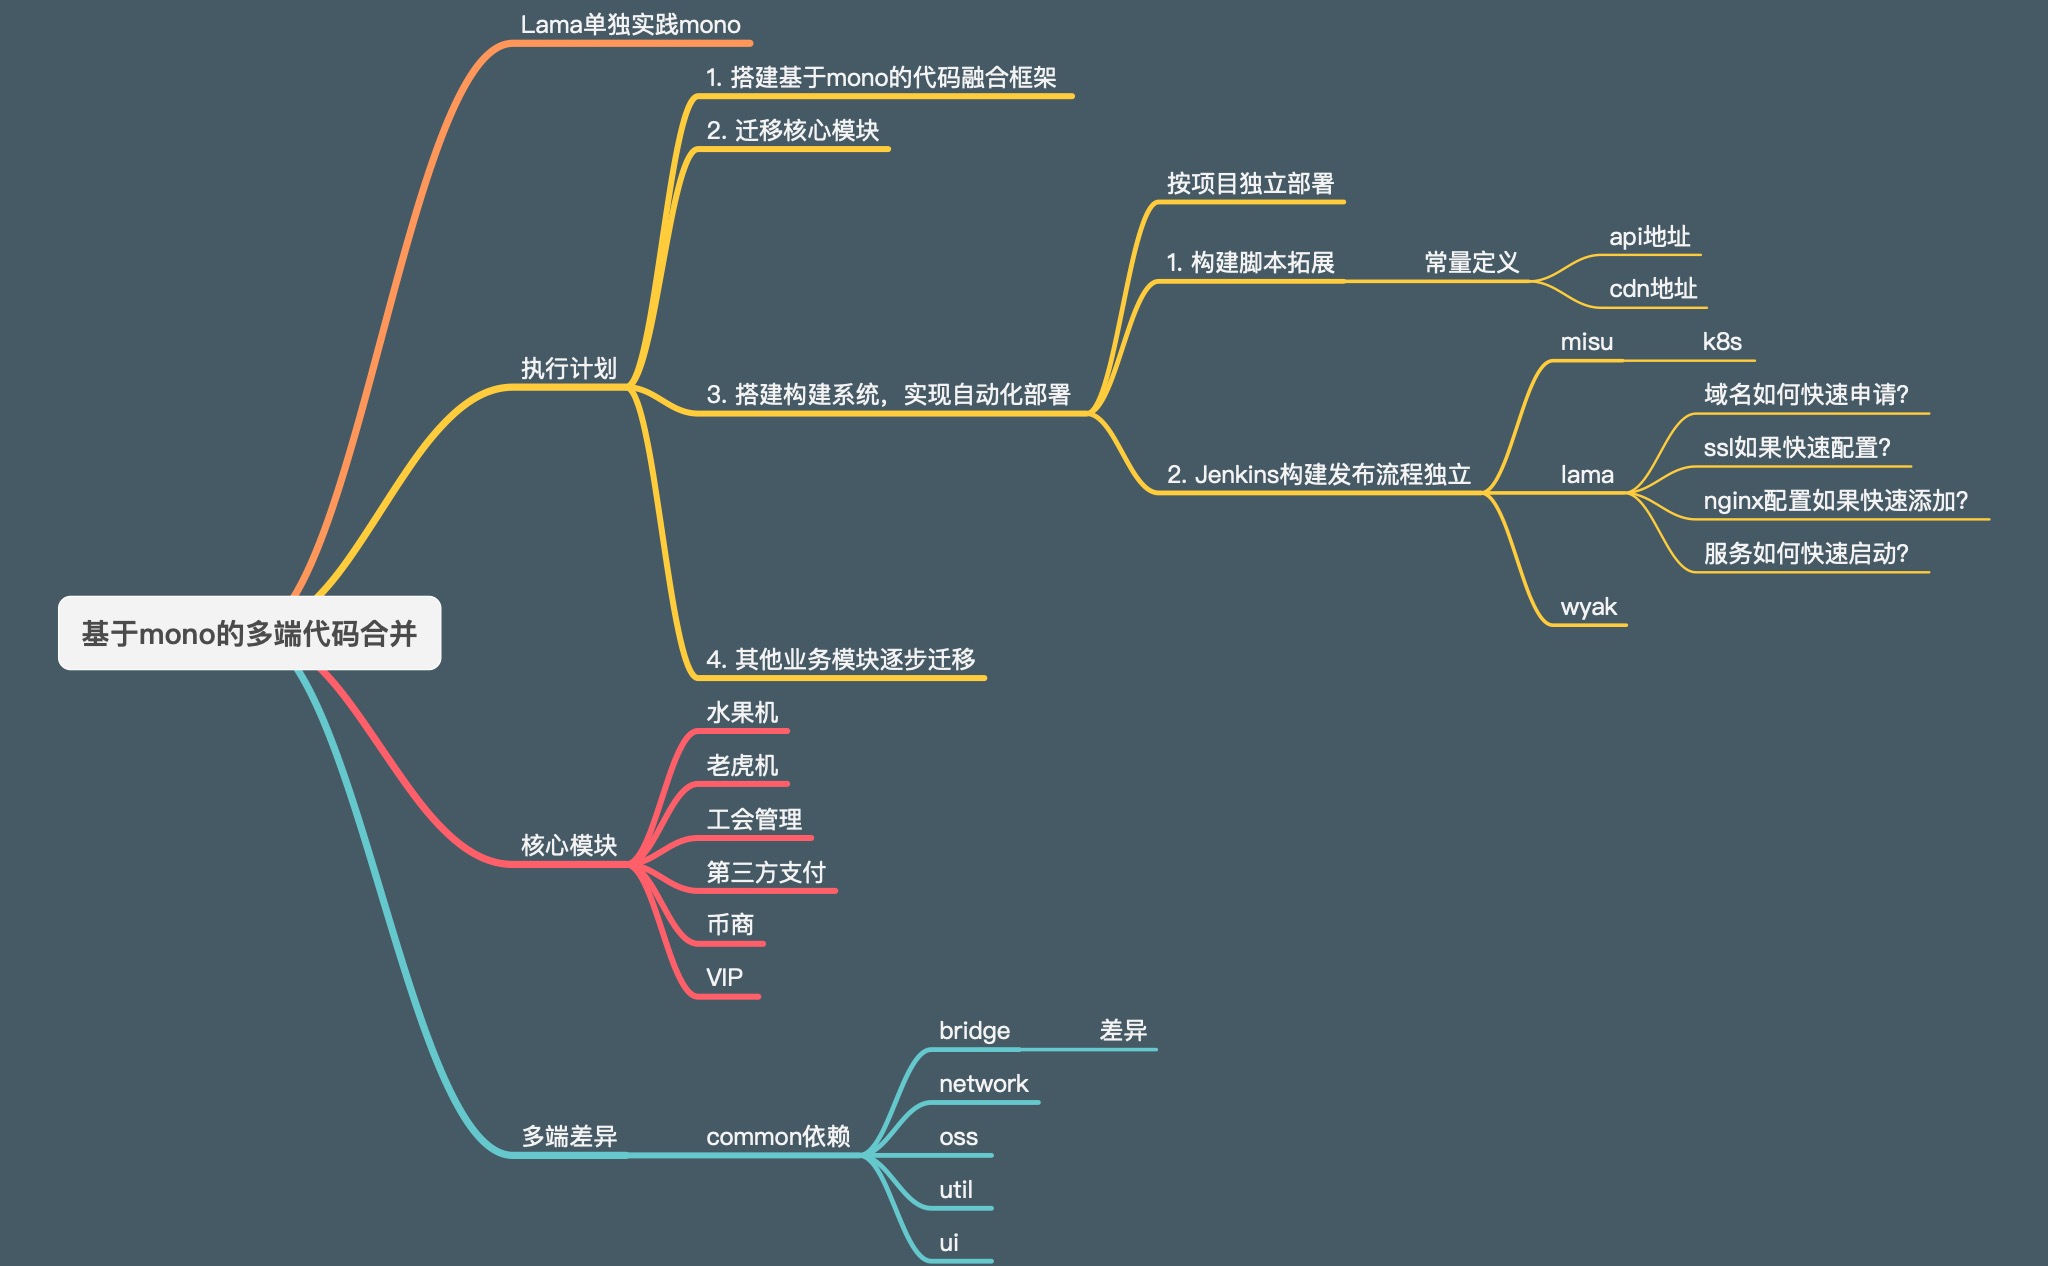 Lama单独实践mono
1. 搭建基于mono的代码融合框架
2. 迁移核心模块
按项目独立部署
api地址
1. 构建脚本拓展
常量定义
cdn地址
misu
k8s
执行计划
3. 搭建构建系统，实现自动化部署
域名如何快速申请?
ssl如果快速配置?
2. Jenkins构建发布流程独立
lama
nginx配置如果快速添加?
服务如何快速启动?
wyak
基于mono的多端代码合并
4. 其他业务模块逐步迁移
水果机
老虎机
工会管理
核心模块
第三方支付
币商
VIP
bridge
差异
network
多端差异
common依赖
oss
util
ui